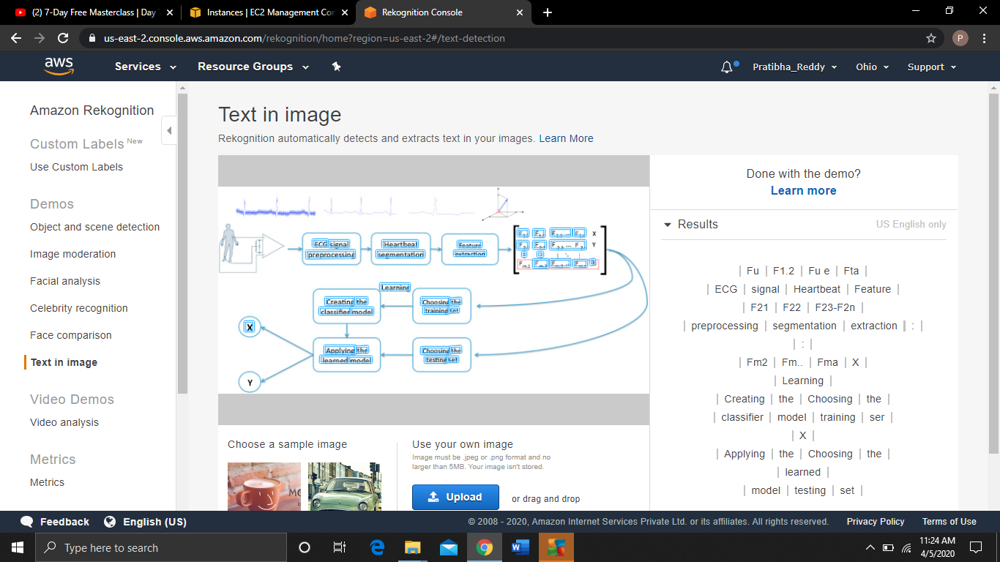 (2) 7-Day Free Masterclass | Day
Instances | EC2 Management Con
Rekognition Console
us-east-2.console.aws.amazon.com/rekognition/home?region=us-east-2#/text-detection
P
aws
Services
Resource Groups
Pratibha_Reddy
Ohio
Support
Amazon Rekognition
Custom Labels New
Use Custom Labels
Demos
Object and scene detection
Image moderation
Facial analysis
Celebrity recognition
Face comparison
Text in image
Video Demos
Video analysis
Metrics
Metrics
Text in image
Rekognition automatically detects and extracts text in your images. Learn More
ECG signal
preprocessing
Heartbeat
segmentation
Feature
extraction
X
Y
Learning
Creating the
classifier model
Choosing the
training set
X
Applying the
learned model
Choosing the
testing set
Y
Choose a sample image
Use your own image
Image must be .jpeg or .png format and no
larger than 5MB. Your image isn't stored.
Upload
or drag and drop
Done with the demo?
Learn more
Results
US English only
| Fu | F1.2 | Fu e | Fta |
| ECG | signal | Heartbeat | Feature |
| F21 | F22 | F23-F2n |
| preprocessing | segmentation | extraction || : |
| : |
| Fm2 | Fm.. | Fma | X |
| Learning |
| Creating | the | Choosing | the |
| classifier | model | training | ser |
| X |
| Applying | the | Choosing | the |
| learned |
| model | testing | set |
Feedback
English (US)
© 2008 - 2020, Amazon Internet Services Private Ltd. or its affiliates. All rights reserved.
Privacy Policy
Terms of Use
Type here to search
11:24 AM
4/5/2020